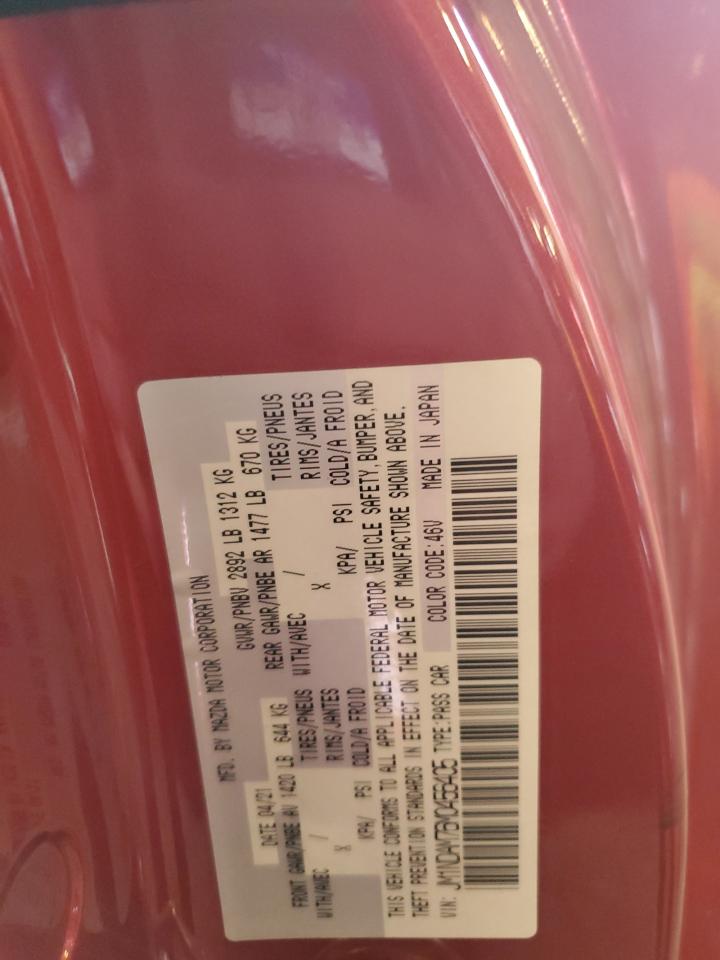 MFD. BY MAZDA MOTOR CORPORATION
DATE 04/21 GVWR/PNBV 2892 LB 1312 KG
FRONT GAWR/PNBE AV 1420 LB 644 KG REAR GAWR/PNBE AR 1477 LB 670 KG
WITH/AVEC / TIRES/PNEUS WITH/AVEC / TIRES/PNEUS
X RIMS/JANTES X RIMS/JANTES
KPA/ PSI COLD/A FROID KPA/ PSI COLD/A FROID
THIS VEHICLE CONFORMS TO ALL APPLICABLE FEDERAL MOTOR VEHICLE SAFETY, BUMPER, AND
THEFT PREVENTION STANDARDS IN EFFECT ON THE DATE OF MANUFACTURE SHOWN ABOVE.
VIN: JM1NDAM7BM0456405 TYPE:PASS CAR COLOR CODE:46V MADE IN JAPAN